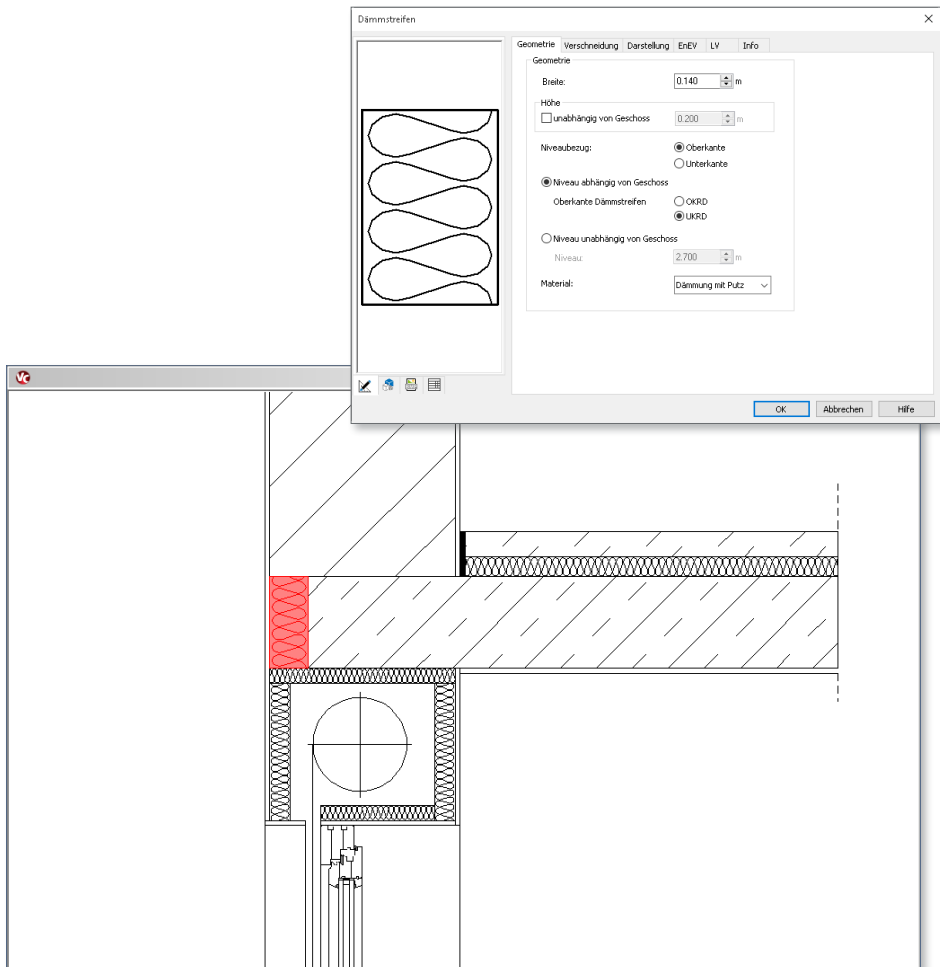 Dämmstreifen
Geometrie Verschneidung Darstellung EnEV LV Info
Geometrie
Breite: 0.140 m
Höhe
unabhängig von Geschoss 0.200 m
Niveaubezug: Oberkante
Unterkante
Niveau abhängig von Geschoss
Oberkante Dämmstreifen OKRD
UKRD
Niveau unabhängig von Geschoss
Niveau: 2.700 m
Material: Dämmung mit Putz
OK Abbrechen Hilfe
VC